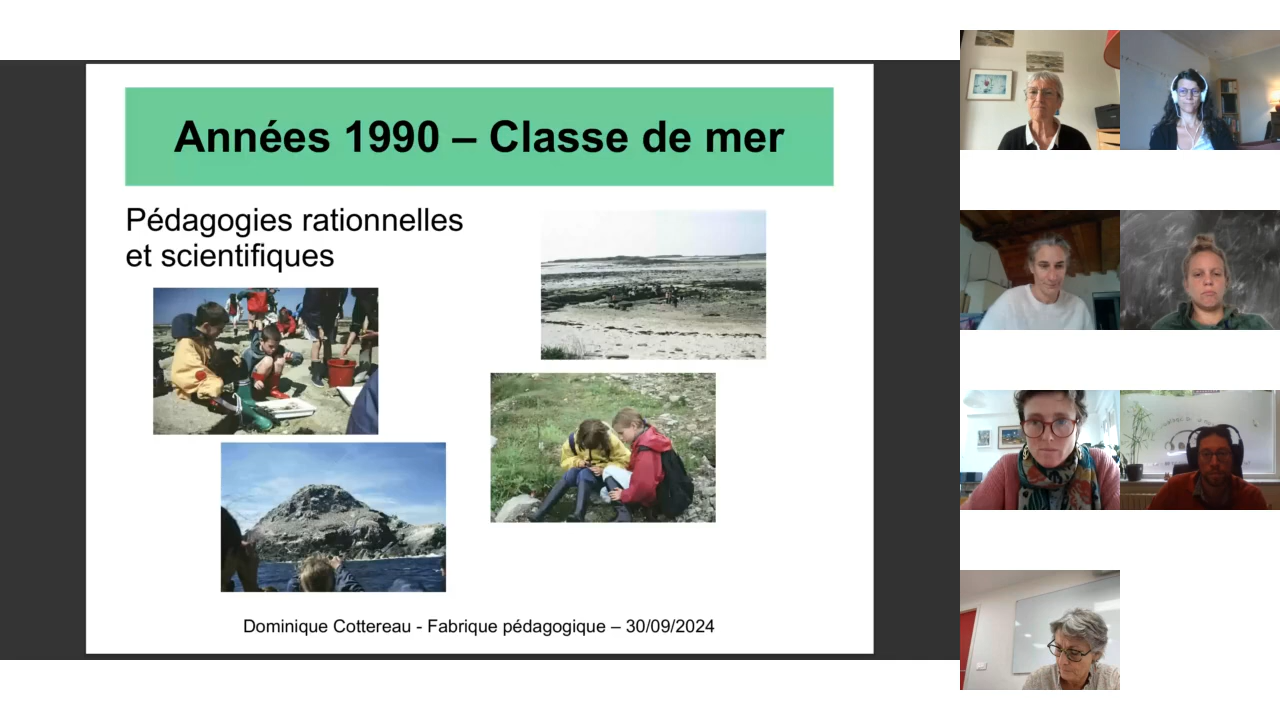 Années 1990 – Classe de mer
Pédagogies rationnelles
et scientifiques
Dominique Cottereau - Fabrique pédagogique – 30/09/2024